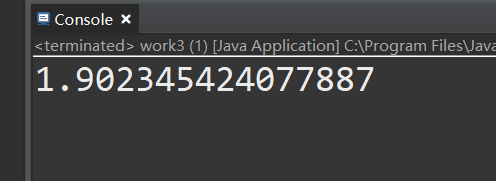 Console
<terminated> work3 (1) [Java Application] C:\Program Files\Java
1.902345424077887